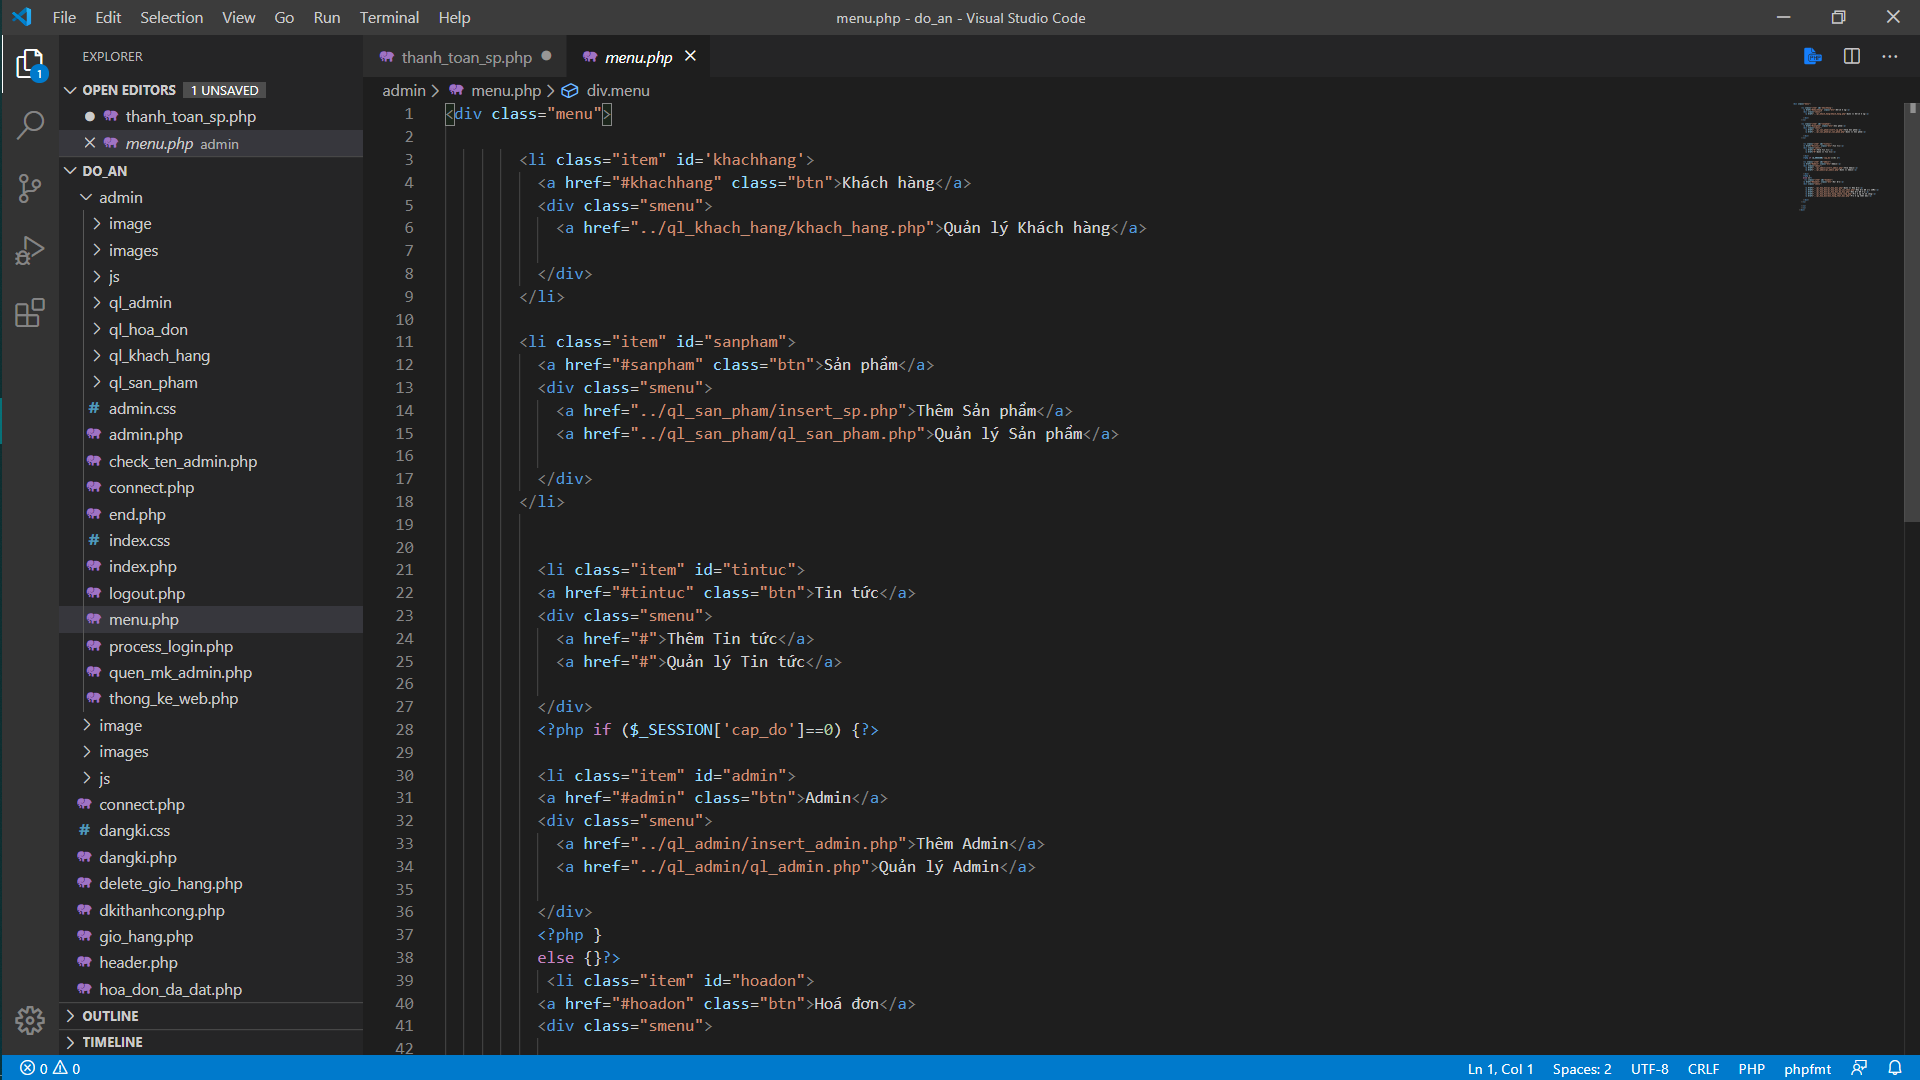 File Edit Selection View Go Run Terminal Help
menu.php - do_an - Visual Studio Code
EXPLORER
OPEN EDITORS 1 UNSAVED
thanh_toan_sp.php
menu.php admin
DO_AN
admin
image
images
js
ql_admin
ql_hoa_don
ql_khach_hang
ql_san_pham
# admin.css
admin.php
check_ten_admin.php
connect.php
end.php
# index.css
index.php
logout.php
menu.php
process_login.php
quen_mk_admin.php
thong_ke_web.php
image
images
js
connect.php
# dangki.css
dangki.php
delete_gio_hang.php
dkithanhcong.php
gio_hang.php
header.php
hoa_don_da_dat.php
OUTLINE
TIMELINE
thanh_toan_sp.php
menu.php
admin > menu.php > div.menu
1 <div class="menu">
2
3 <li class="item" id='khachhang'>
4 <a href="#khachhang" class="btn">Khách hàng</a>
5 <div class="smenu">
6 <a href="../ql_khach_hang/khach_hang.php">Quản lý Khách hàng</a>
7
8 </div>
9 </li>
10
11 <li class="item" id="sanpham">
12 <a href="#sanpham" class="btn">Sản phẩm</a>
13 <div class="smenu">
14 <a href="../ql_san_pham/insert_sp.php">Thêm Sản phẩm</a>
15 <a href="../ql_san_pham/ql_san_pham.php">Quản lý Sản phẩm</a>
16
17 </div>
18 </li>
19
20
21 <li class="item" id="tintuc">
22 <a href="#tintuc" class="btn">Tin tức</a>
23 <div class="smenu">
24 <a href="#">Thêm Tin tức</a>
25 <a href="#">Quản lý Tin tức</a>
26
27 </div>
28 <?php if ($_SESSION['cap_do']==0) {?>
29
30 <li class="item" id="admin">
31 <a href="#admin" class="btn">Admin</a>
32 <div class="smenu">
33 <a href="../ql_admin/insert_admin.php">Thêm Admin</a>
34 <a href="../ql_admin/ql_admin.php">Quản lý Admin</a>
35
36 </div>
37 <?php }
38 else {}?>
39 <li class="item" id="hoadon">
40 <a href="#hoadon" class="btn">Hoá đơn</a>
41 <div class="smenu">
42
0 0
Ln 1, Col 1 Spaces: 2 UTF-8 CRLF PHP phpfmt